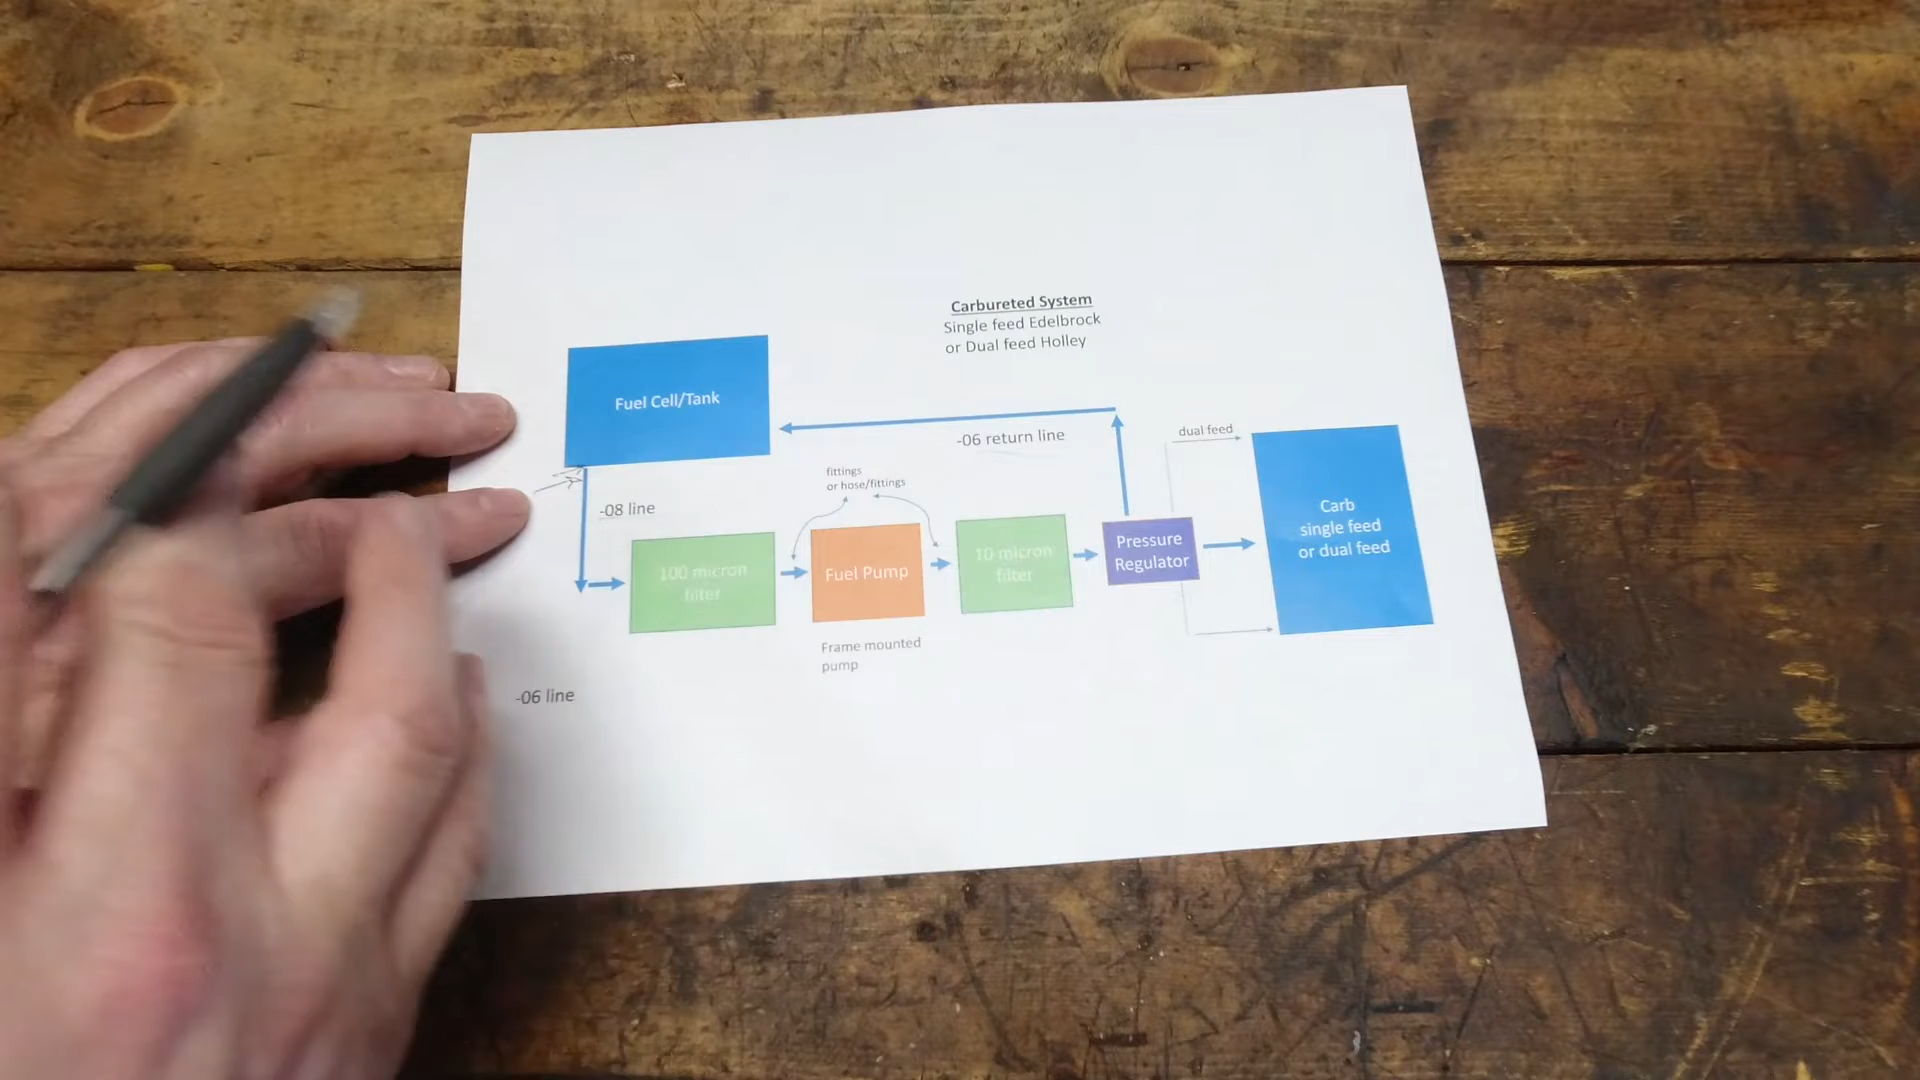 Carbureted System
Single feed Edelbrock
or Dual feed Holley
Fuel Cell/Tank
-06 return line
dual feed
fittings
or hose/fittings
-08 line
100 micron
filter
Fuel Pump
10 micron
filter
Pressure
Regulator
Carb
single feed
or dual feed
Frame mounted
pump
-06 line